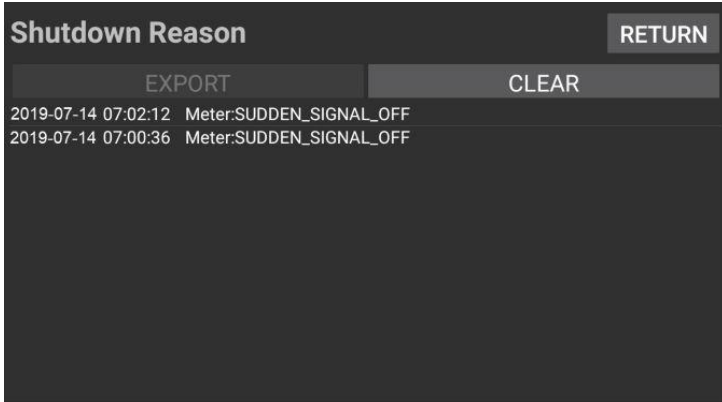 Shutdown Reason
RETURN
EXPORT
CLEAR
2019-07-14 07:02:12 Meter:SUDDEN_SIGNAL_OFF
2019-07-14 07:00:36 Meter:SUDDEN_SIGNAL_OFF